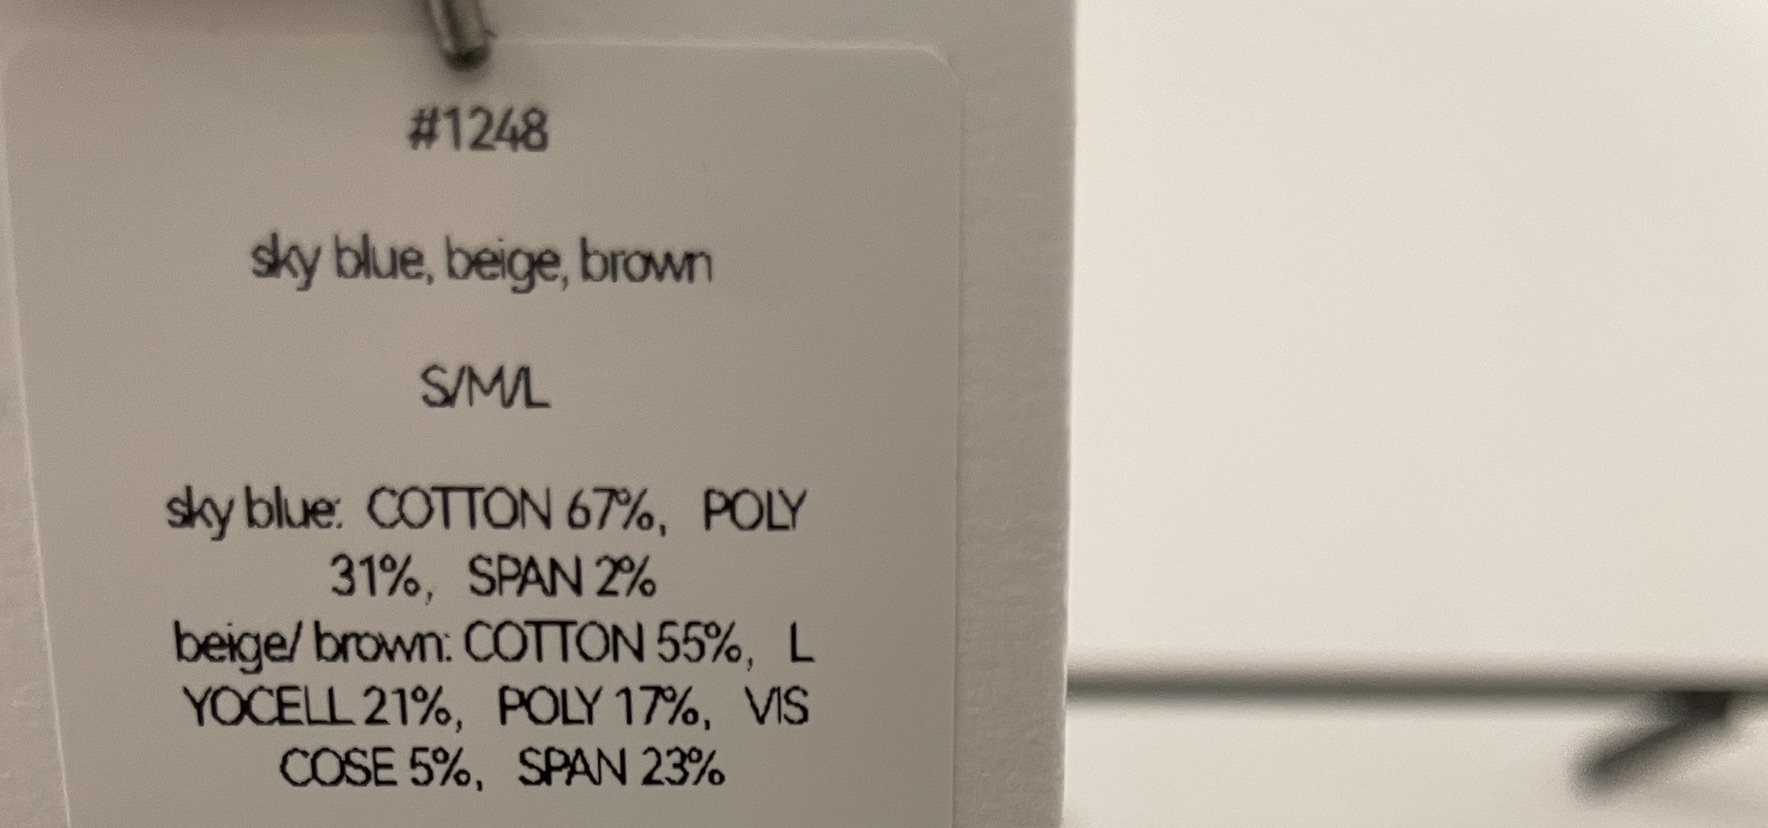 #1248
sky blue, beige, brown
S/M/L
sky blue: COTTON 67%, POLY
31%, SPAN 2%
beige/ brown: COTTON 55%, L
YOCELL 21%, POLY 17%, VIS
COSE 5%, SPAN 23%